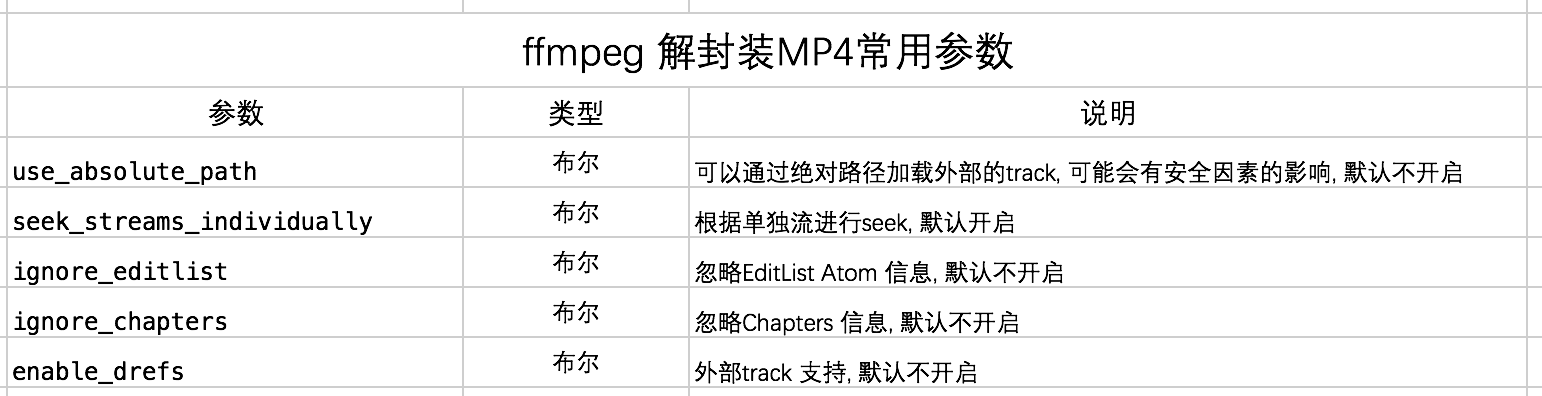 ffmpeg 解封装MP4常用参数
参数 类型 说明
use_absolute_path 布尔 可以通过绝对路径加载外部的track, 可能会有安全因素的影响, 默认不开启
seek_streams_individually 布尔 根据单独流进行seek, 默认开启
ignore_editlist 布尔 忽略EditList Atom 信息, 默认不开启
ignore_chapters 布尔 忽略Chapters 信息, 默认不开启
enable_drefs 布尔 外部track 支持, 默认不开启